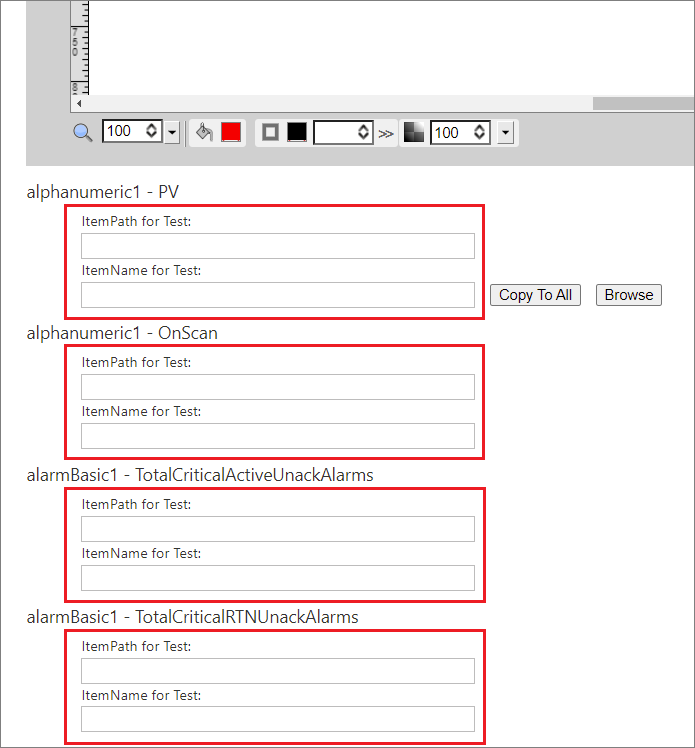 750
8
100
>>
100
alphanumeric1 - PV
ItemPath for Test:
ItemName for Test:
Copy To All Browse
alphanumeric1 - OnScan
ItemPath for Test:
ItemName for Test:
alarmBasic1 - TotalCriticalActiveUnackAlarms
ItemPath for Test:
ItemName for Test:
alarmBasic1 - TotalCriticalRTNUnackAlarms
ItemPath for Test:
ItemName for Test: